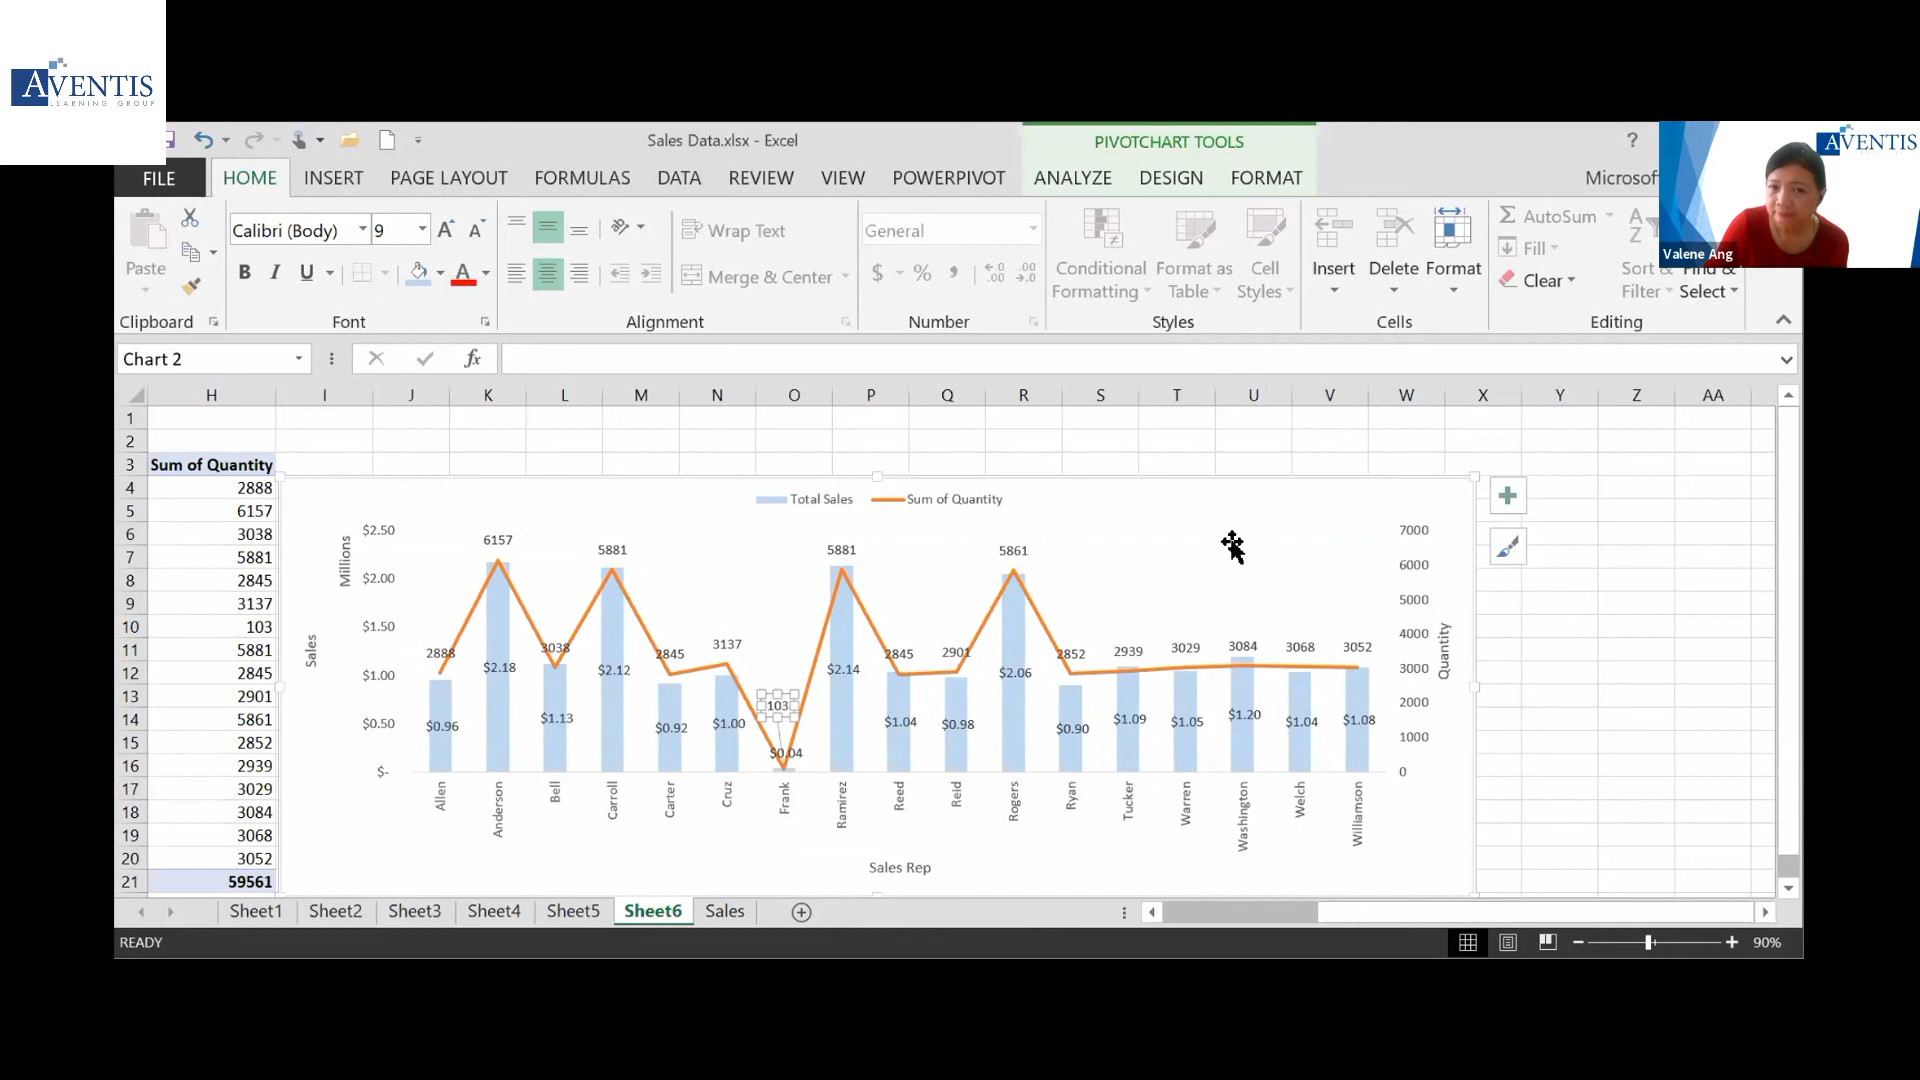 AVENTIS
LEARNING GROUP
Sales Data.xlsx - Excel
PIVOTCHART TOOLS
?
AVENTIS
FILE HOME INSERT PAGE LAYOUT FORMULAS DATA REVIEW VIEW POWERPIVOT ANALYZE DESIGN FORMAT
Valene Ang
Paste
Clipboard
Calibri (Body) 9 A A
B I U A
Font
Wrap Text
Merge & Center
Alignment
General
$ % , .0 .00 .00 .0
Number
Conditional Formatting
Format as Table
Cell Styles
Styles
Insert Delete Format
Cells
Σ AutoSum
Fill
Clear
A Z
Filter
Select
Editing
Chart 2
fx
H I J K L M N O P Q R S T U V W X Y Z AA
1
2
3 Sum of Quantity
4 2888
5 6157
6 3038
7 5881
8 2845
9 3137
10 103
11 5881
12 2845
13 2901
14 5861
15 2852
16 2939
17 3029
18 3084
19 3068
20 3052
21 59561
Total Sales Sum of Quantity
Millions
Sales
$2.50
$2.00
$1.50
$1.00
$0.50
$-
2888 6157 3038 5881 2845 3137 103 5881 2845 2901 5861 2852 2939 3029 3084 3068 3052
$0.96 $2.18 $1.13 $2.12 $0.92 $1.00 $0.04 $2.14 $1.04 $0.98 $2.06 $0.90 $1.09 $1.05 $1.20 $1.04 $1.08
7000
6000
5000
4000
3000
2000
1000
0
Quantity
Allen Anderson Bell Carroll Carter Cruz Frank Ramirez Reed Reid Rogers Ryan Tucker Warren Washington Welch Williamson
Sales Rep
Sheet1 Sheet2 Sheet3 Sheet4 Sheet5 Sheet6 Sales
READY
90%